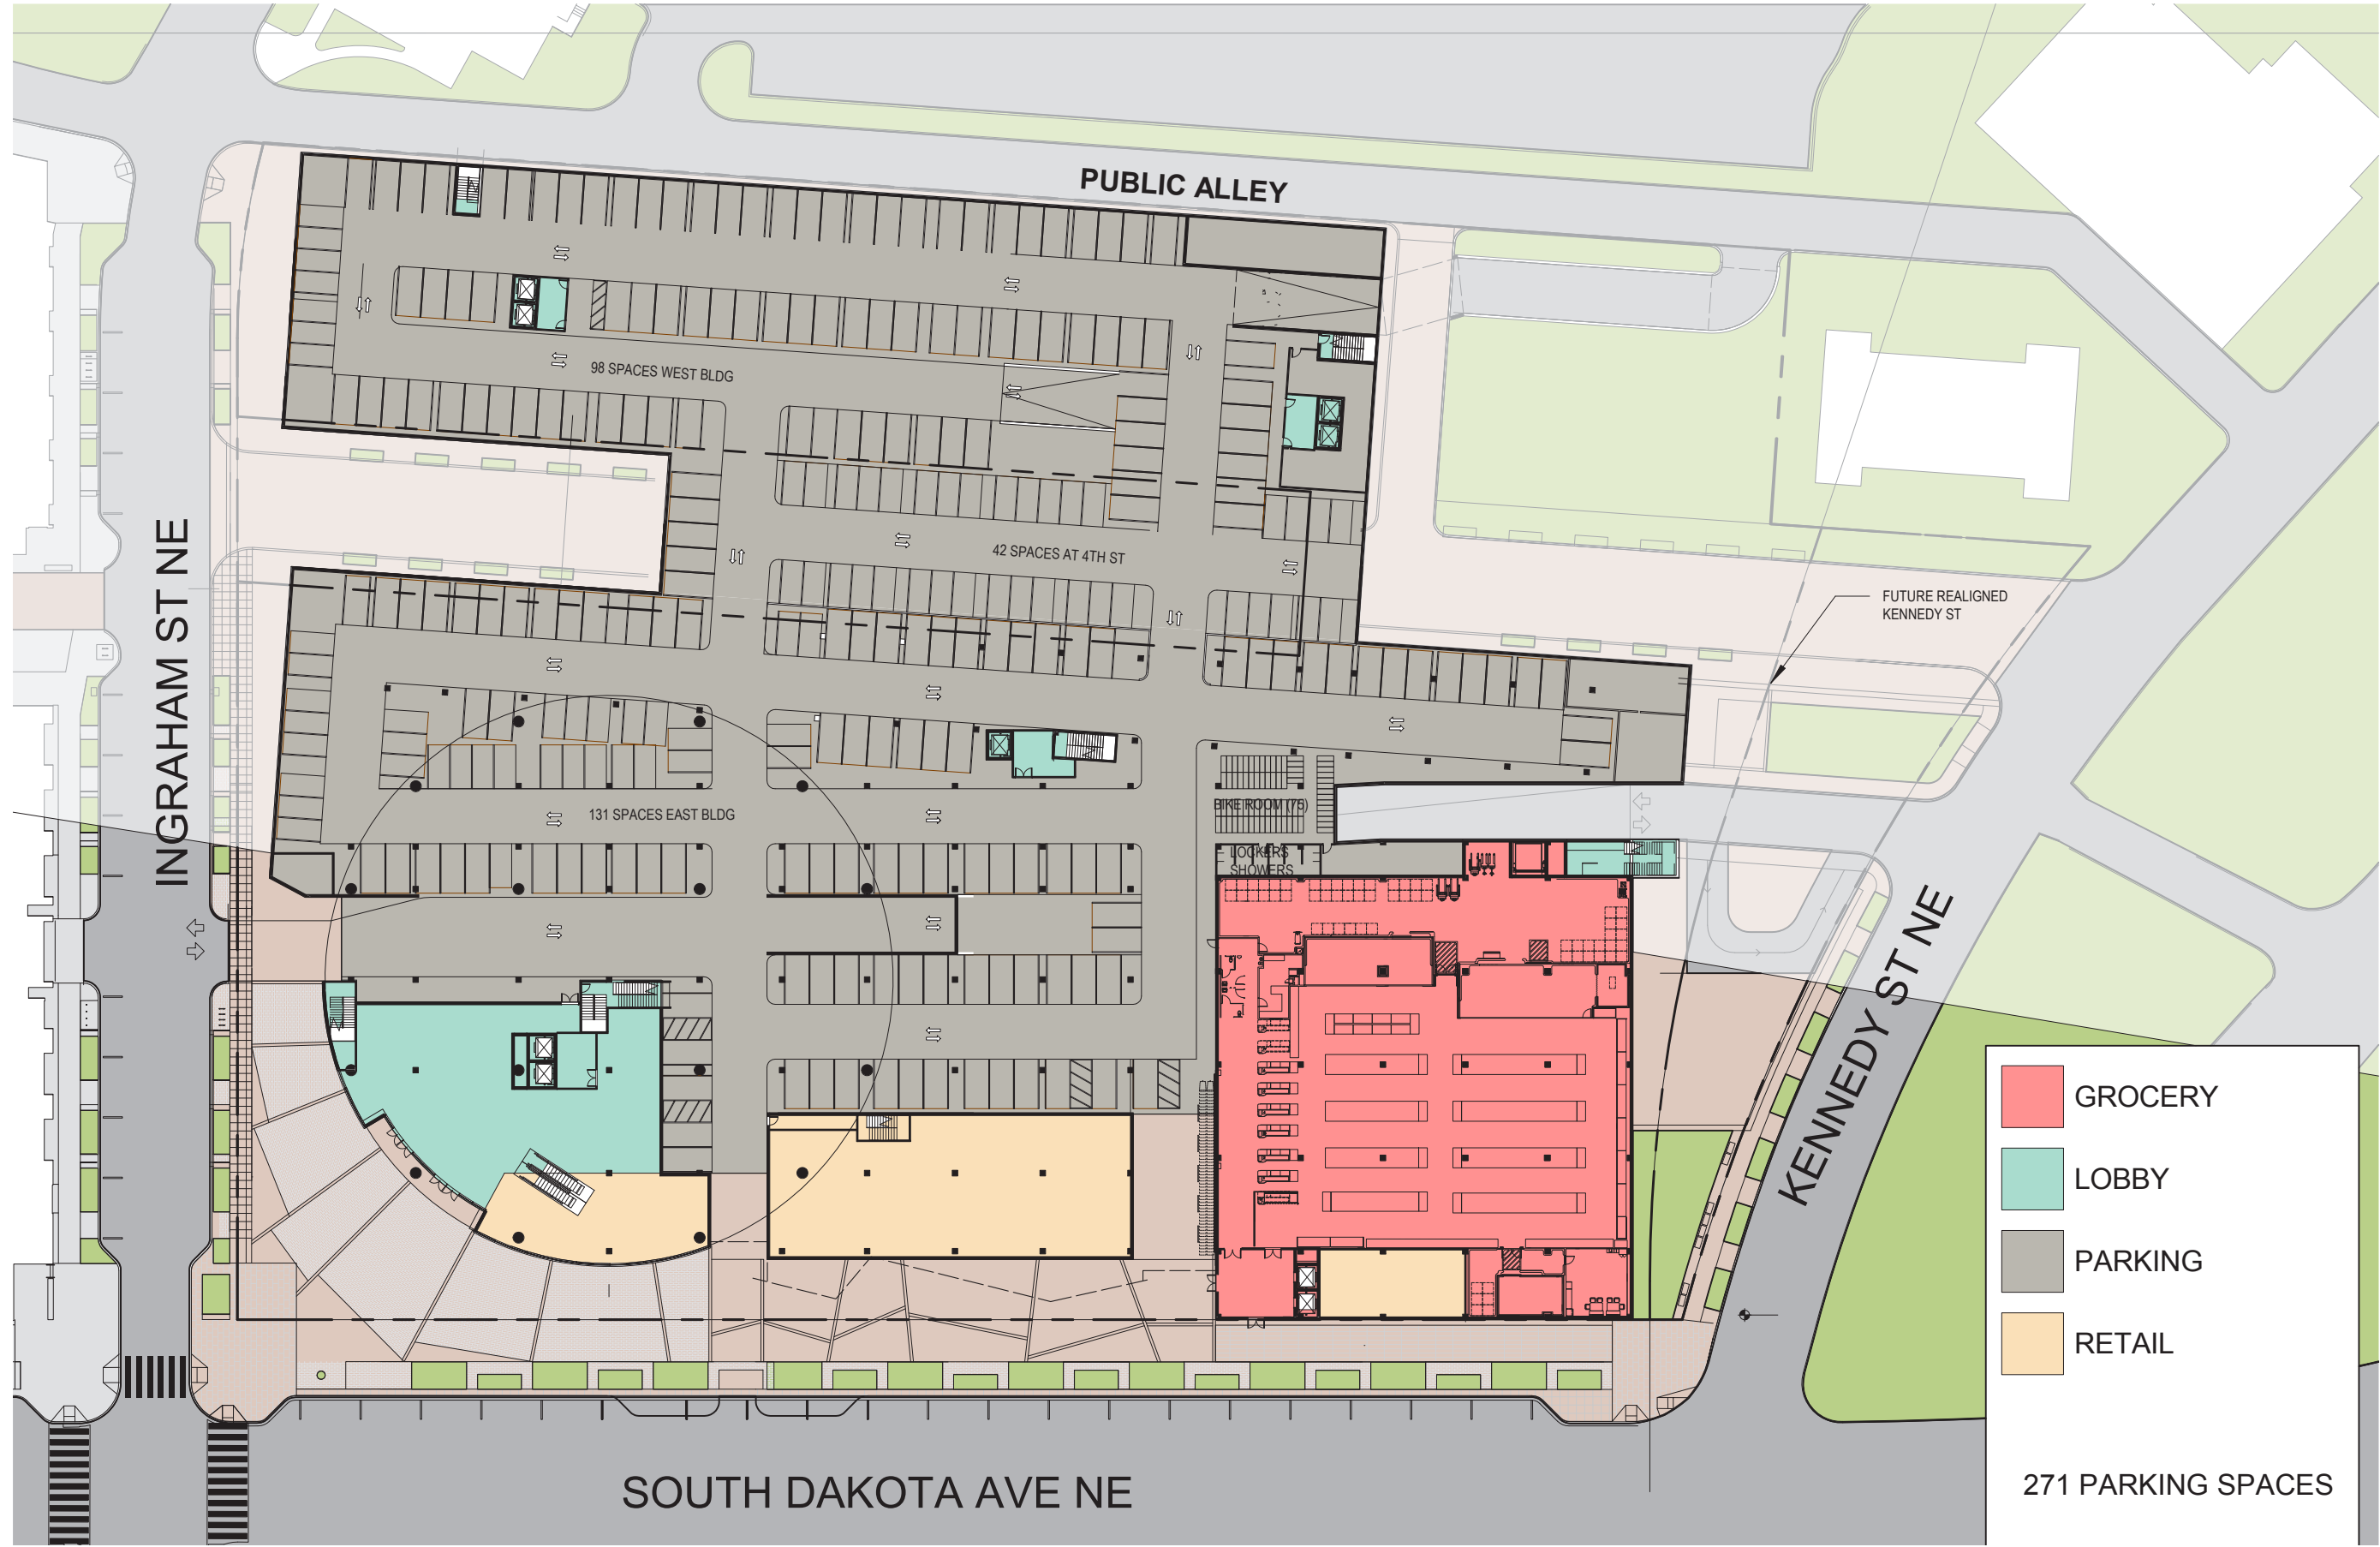 PUBLIC ALLEY
98 SPACES WEST BLDG
42 SPACES AT 4TH ST
FUTURE REALIGNED
KENNEDY ST
INGRAHAM ST NE
131 SPACES EAST BLDG
BIKE ROOM (75)
LOCKERS
SHOWERS
KENNEDY ST NE
GROCERY
LOBBY
PARKING
RETAIL
271 PARKING SPACES
SOUTH DAKOTA AVE NE